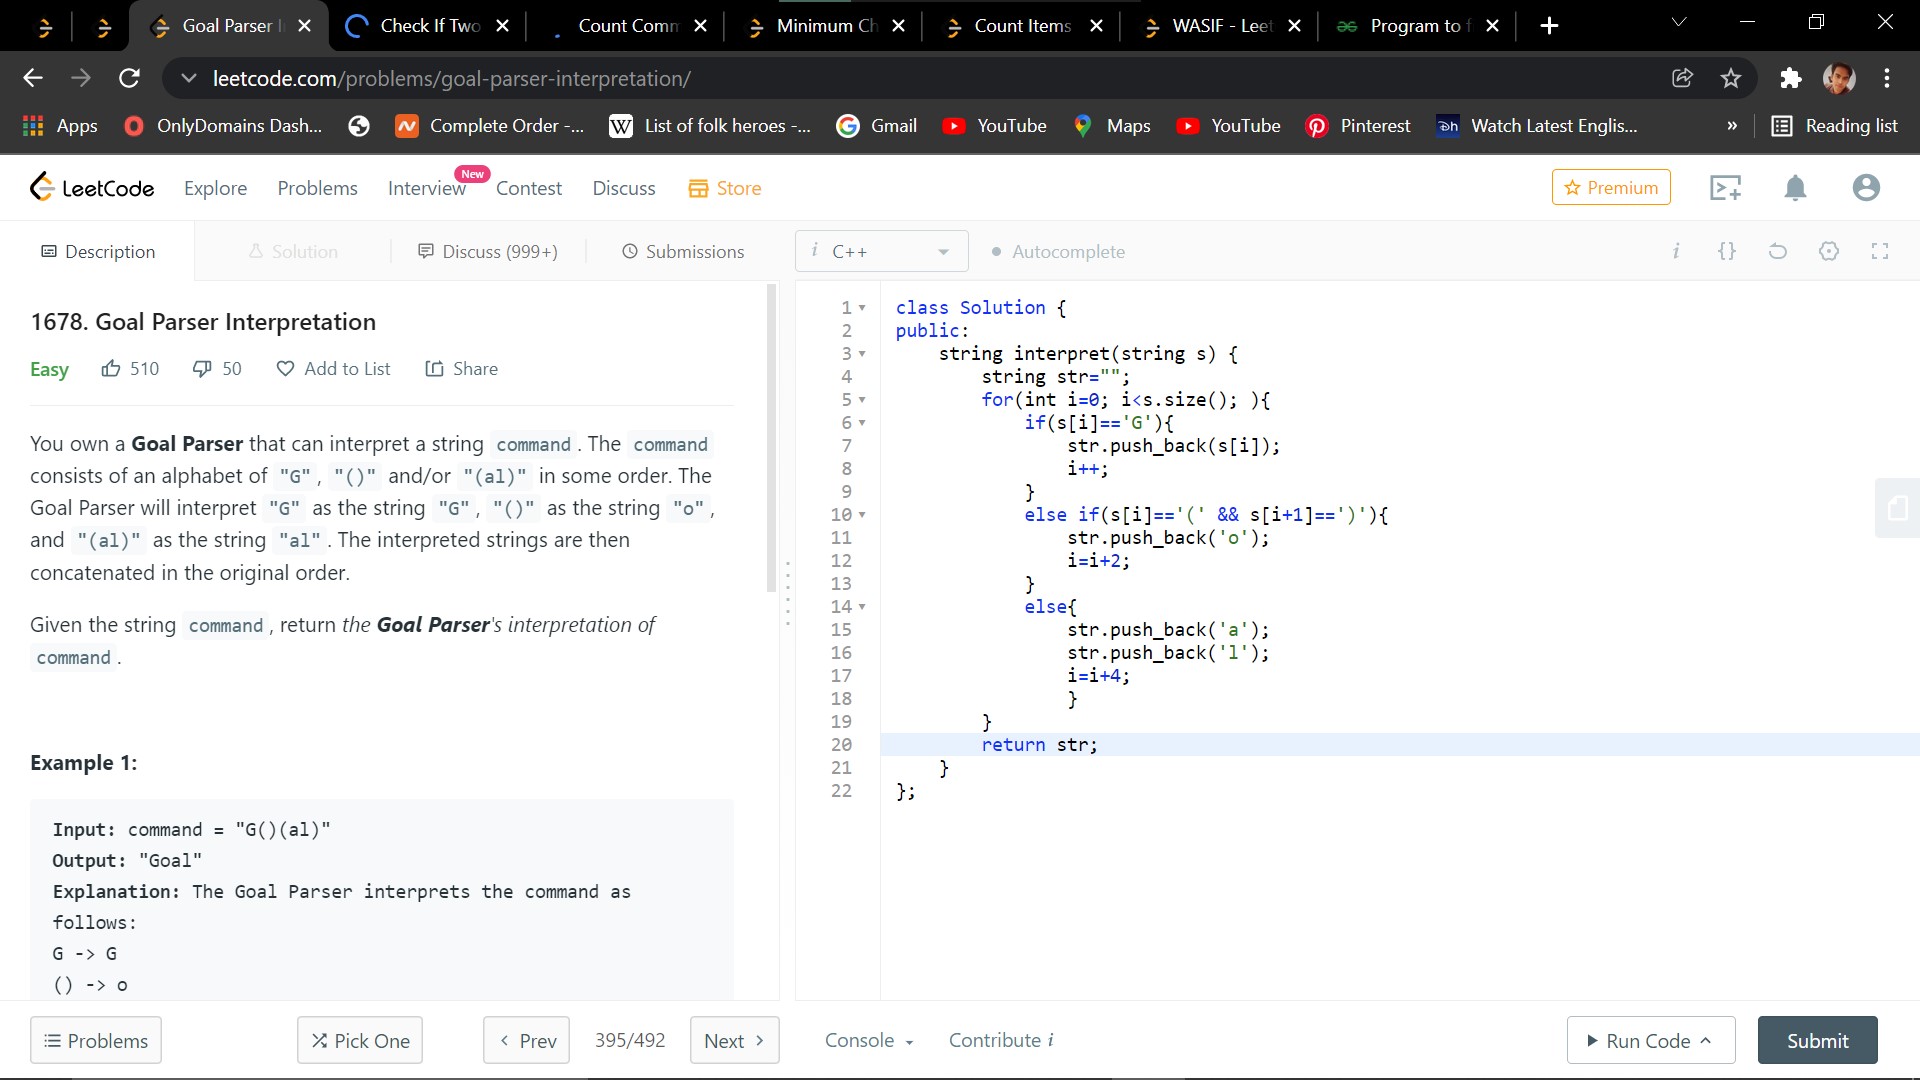 Goal Parser I
Check If Two
Count Comm
Minimum Ch
Count Items
WASIF - Leet
Program to f
leetcode.com/problems/goal-parser-interpretation/
Apps
OnlyDomains Dash...
Complete Order -...
W List of folk heroes -...
Gmail
YouTube
Maps
YouTube
Pinterest
Dh Watch Latest Englis...
»
Reading list
LeetCode
Explore
Problems
Interview
New
Contest
Discuss
Store
Premium
Description
Solution
Discuss (999+)
Submissions
i C++
Autocomplete
i {}
1678. Goal Parser Interpretation
Easy 510 50 Add to List Share
You own a Goal Parser that can interpret a string command. The command
consists of an alphabet of "G", "()" and/or "(al)" in some order. The
Goal Parser will interpret "G" as the string "G", "()" as the string "o",
and "(al)" as the string "al". The interpreted strings are then
concatenated in the original order.
Given the string command, return the Goal Parser's interpretation of
command.
Example 1:
Input: command = "G()(al)"
Output: "Goal"
Explanation: The Goal Parser interprets the command as
follows:
G -> G
() -> o
1 class Solution {
2 public:
3 string interpret(string s) {
4 string str="";
5 for(int i=0; i<s.size(); ){
6 if(s[i]=='G'){
7 str.push_back(s[i]);
8 i++;
9 }
10 else if(s[i]=='(' && s[i+1]==')'){
11 str.push_back('o');
12 i=i+2;
13 }
14 else{
15 str.push_back('a');
16 str.push_back('l');
17 i=i+4;
18 }
19 }
20 return str;
21 }
22 };
Problems
Pick One
< Prev
395/492
Next >
Console
Contribute i
Run Code
Submit